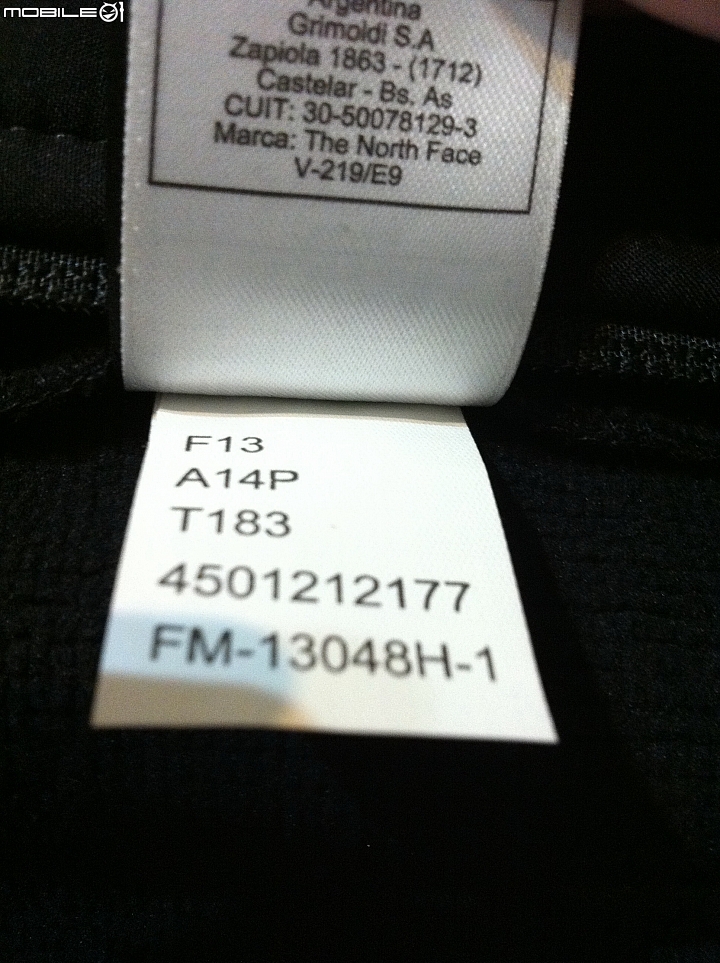 MOBILE01
Argentina
Grimoldi S.A
Zapiola 1863 - (1712)
Castelar - Bs. As
CUIT: 30-50078129-3
Marca: The North Face
V-219/E9
F13
A14P
T183
4501212177
FM-13048H-1